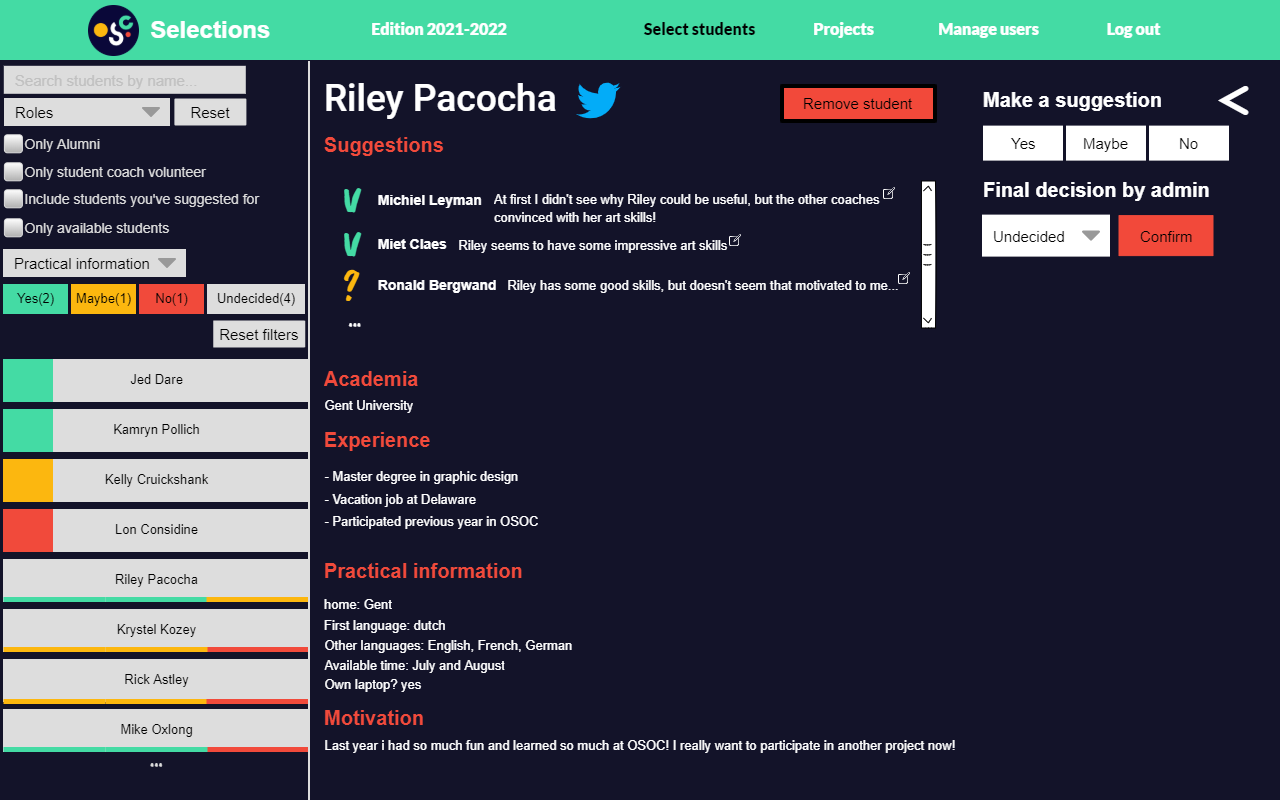 OSC
Selections
Edition 2021-2022
Select students
Projects
Manage users
Log out
Search students by name...
Roles
Reset
Only Alumni
Only student coach volunteer
Include students you've suggested for
Only available students
Practical information
Yes(2)
Maybe(1)
No(1)
Undecided(4)
Reset filters
Jed Dare
Kamryn Pollich
Kelly Cruickshank
Lon Considine
Riley Pacocha
Krystel Kozey
Rick Astley
Mike Oxlong
...
Riley Pacocha
Remove student
Suggestions
Michiel Leyman At first I didn't see why Riley could be useful, but the other coaches
convinced with her art skills!
Miet Claes Riley seems to have some impressive art skills
? Ronald Bergwand Riley has some good skills, but doesn't seem that motivated to me...
...
Academia
Gent University
Experience
- Master degree in graphic design
- Vacation job at Delaware
- Participated previous year in OSOC
Practical information
home: Gent
First language: dutch
Other languages: English, French, German
Available time: July and August
Own laptop? yes
Motivation
Last year i had so much fun and learned so much at OSOC! I really want to participate in another project now!
Make a suggestion
Yes
Maybe
No
Final decision by admin
Undecided
Confirm